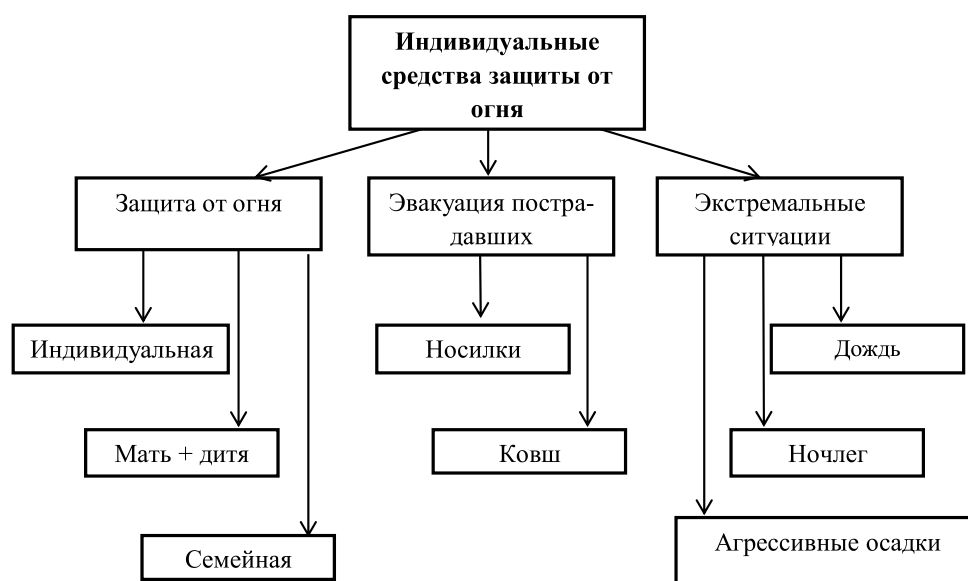 Индивидуальные
средства защиты от
огня
Защита от огня
Эвакуация постра-
давших
Экстремальные
ситуации
Индивидуальная
Носилки
Дождь
Мать + дитя
Ковш
Ночлег
Семейная
Агрессивные осадки